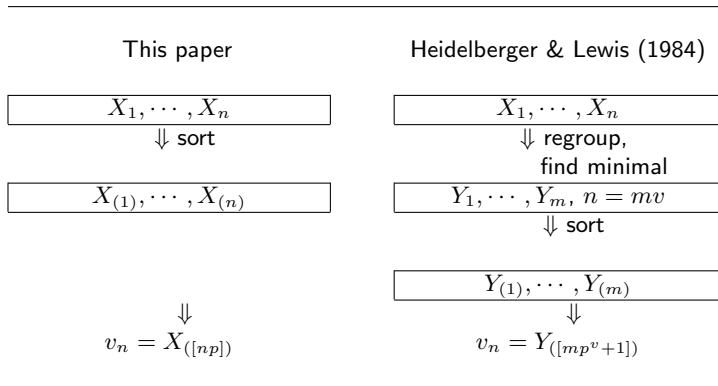 This paper
X_1, ⋯ , X_n
⇓ sort
X_(1), ⋯ , X_(n)
⇓
v_n = X_([np])
Heidelberger & Lewis (1984)
X_1, ⋯ , X_n
⇓ regroup,
find minimal
Y_1, ⋯ , Y_m, n = mv
⇓ sort
Y_(1), ⋯ , Y_(m)
⇓
v_n = Y_([mp^v+1])